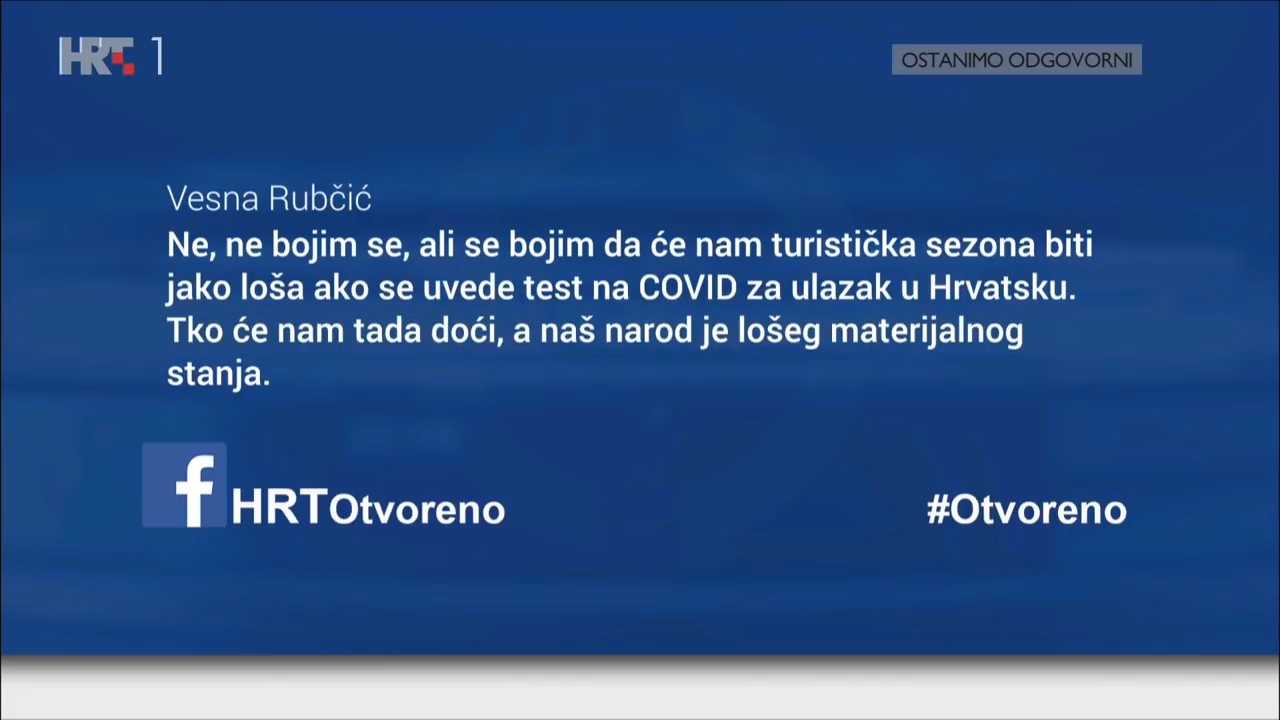 HRT 1
OSTANIMO ODGOVORNI
Vesna Rubčić
Ne, ne bojim se, ali se bojim da će nam turistička sezona biti
jako loša ako se uvede test na COVID za ulazak u Hrvatsku.
Tko će nam tada doći, a naš narod je lošeg materijalnog
stanja.
f HRTOtvoreno
#Otvoreno